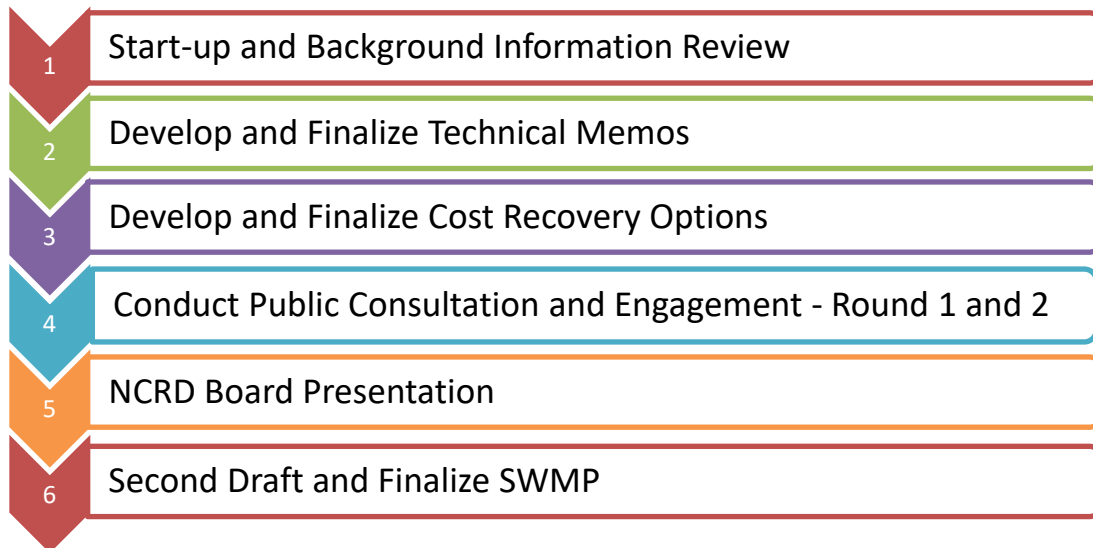 1 Start-up and Background Information Review
2 Develop and Finalize Technical Memos
3 Develop and Finalize Cost Recovery Options
4 Conduct Public Consultation and Engagement - Round 1 and 2
5 NCRD Board Presentation
6 Second Draft and Finalize SWMP